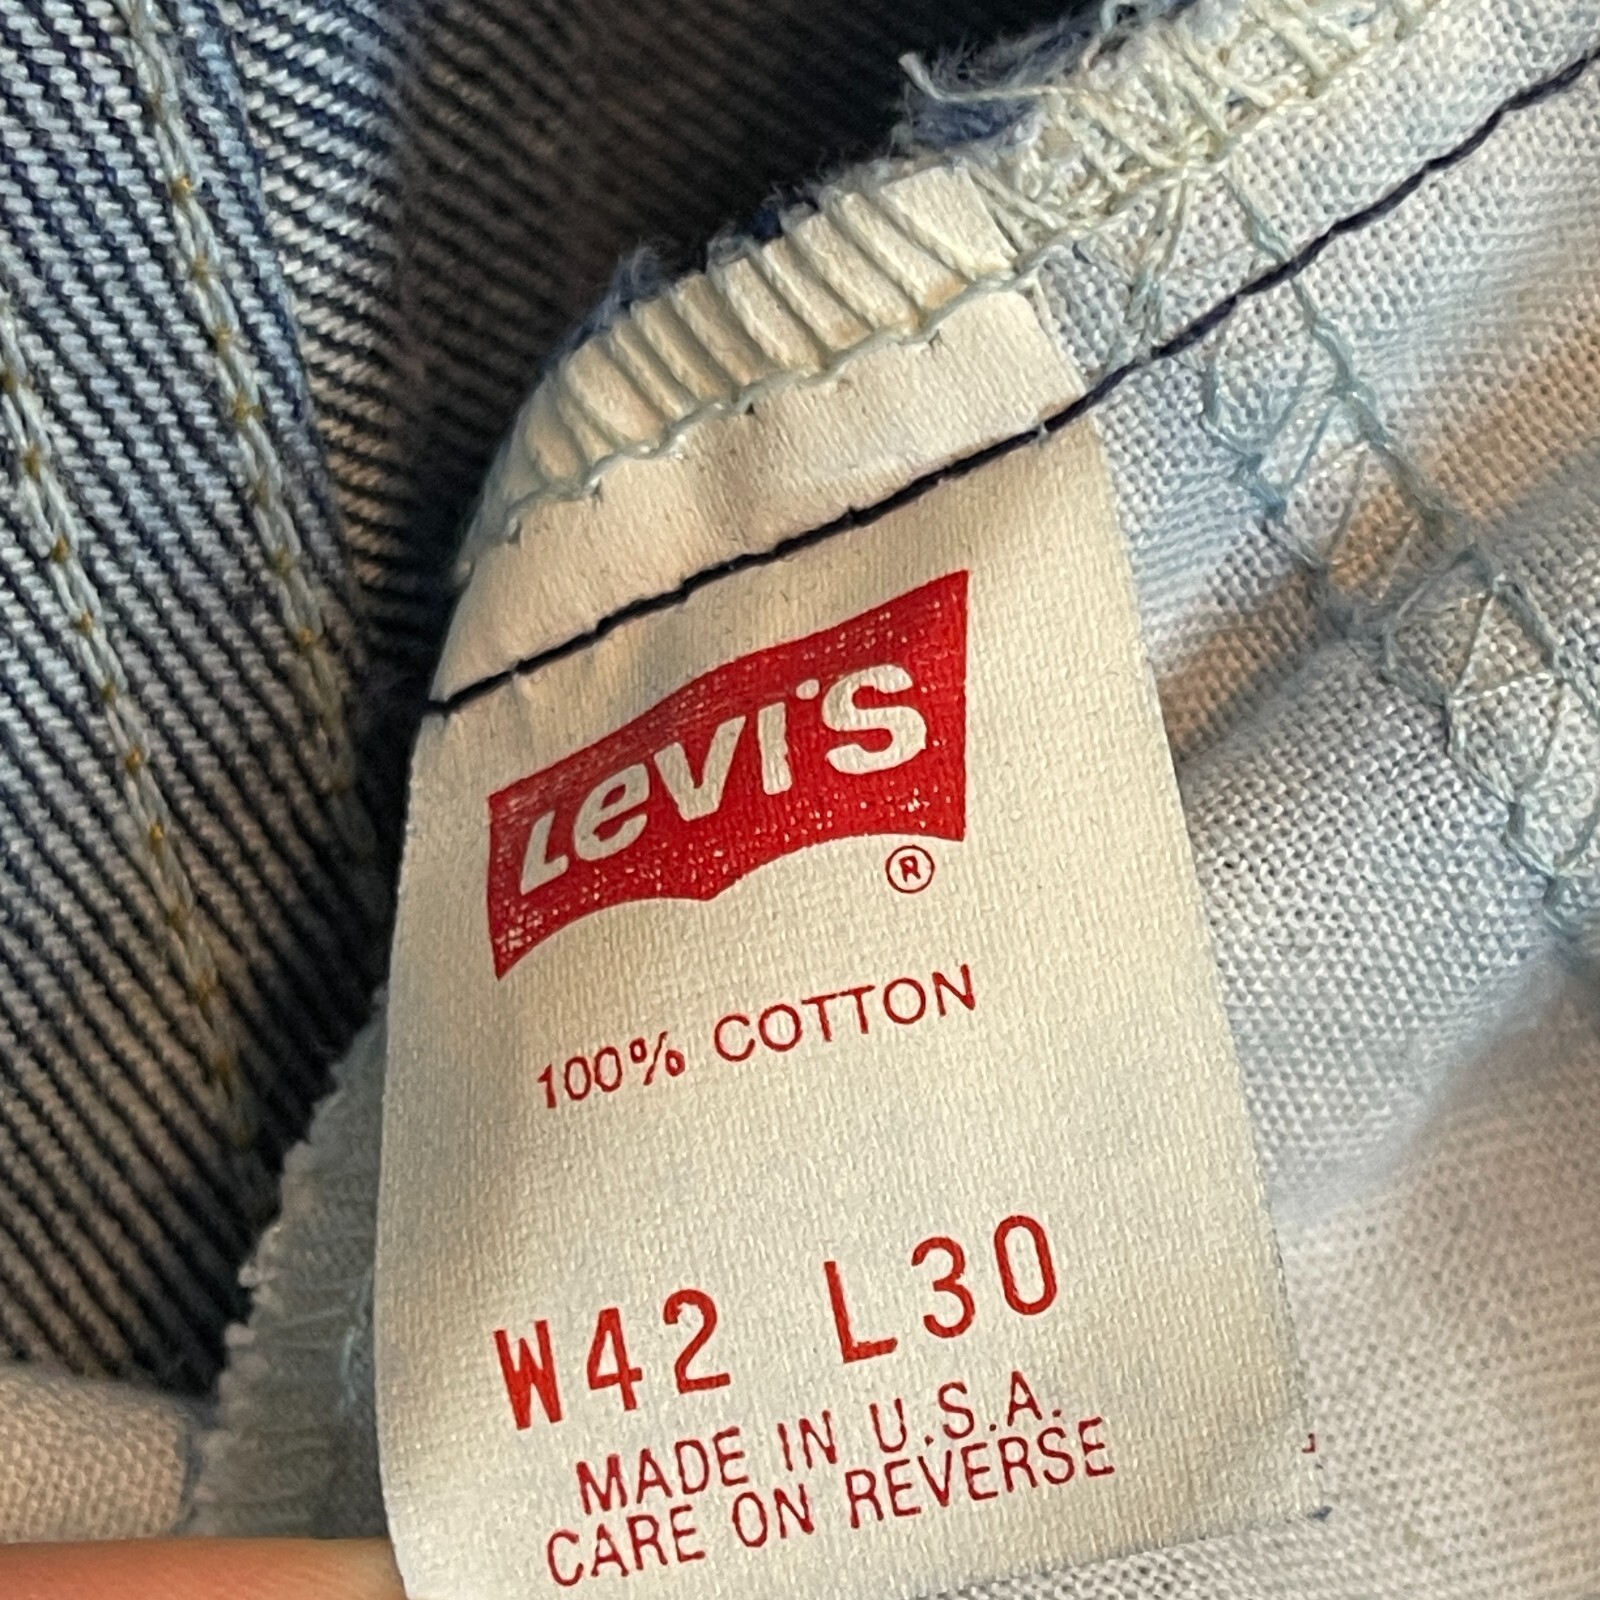 Levi's
®
100% COTTON
W42 L30
MADE IN U.S.A.
CARE ON REVERSE